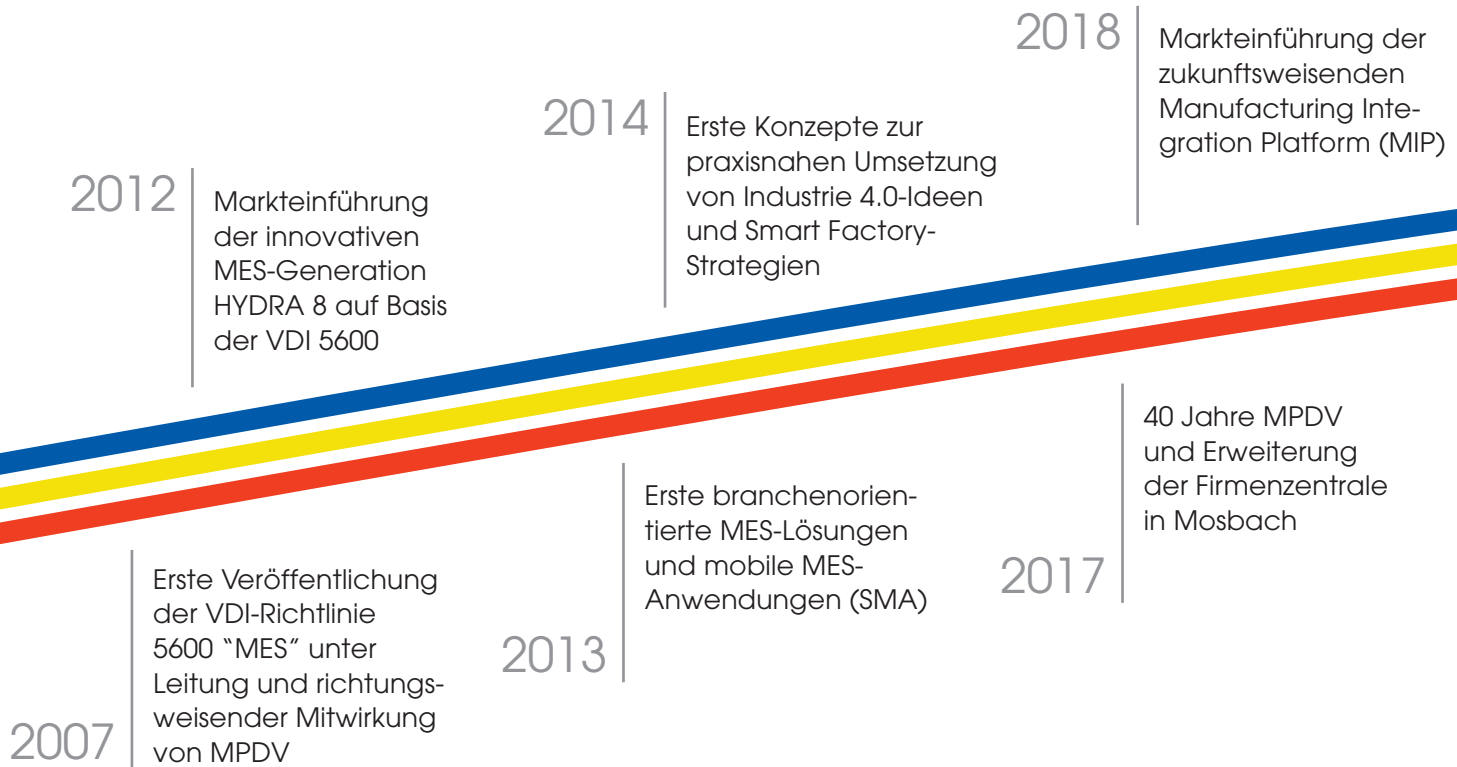 2018
Markteinführung der
zukunftsweisenden
Manufacturing Inte-
gration Platform (MIP)
2014
Erste Konzepte zur
praxisnahen Umsetzung
von Industrie 4.0-Ideen
und Smart Factory-
Strategien
2012
Markteinführung
der innovativen
MES-Generation
HYDRA 8 auf Basis
der VDI 5600
40 Jahre MPDV
und Erweiterung
der Firmenzentrale
in Mosbach
2017
Erste branchenorien-
tierte MES-Lösungen
und mobile MES-
Anwendungen (SMA)
2013
Erste Veröffentlichung
der VDI-Richtlinie
5600 “MES” unter
Leitung und richtungs-
weisender Mitwirkung
von MPDV
2007